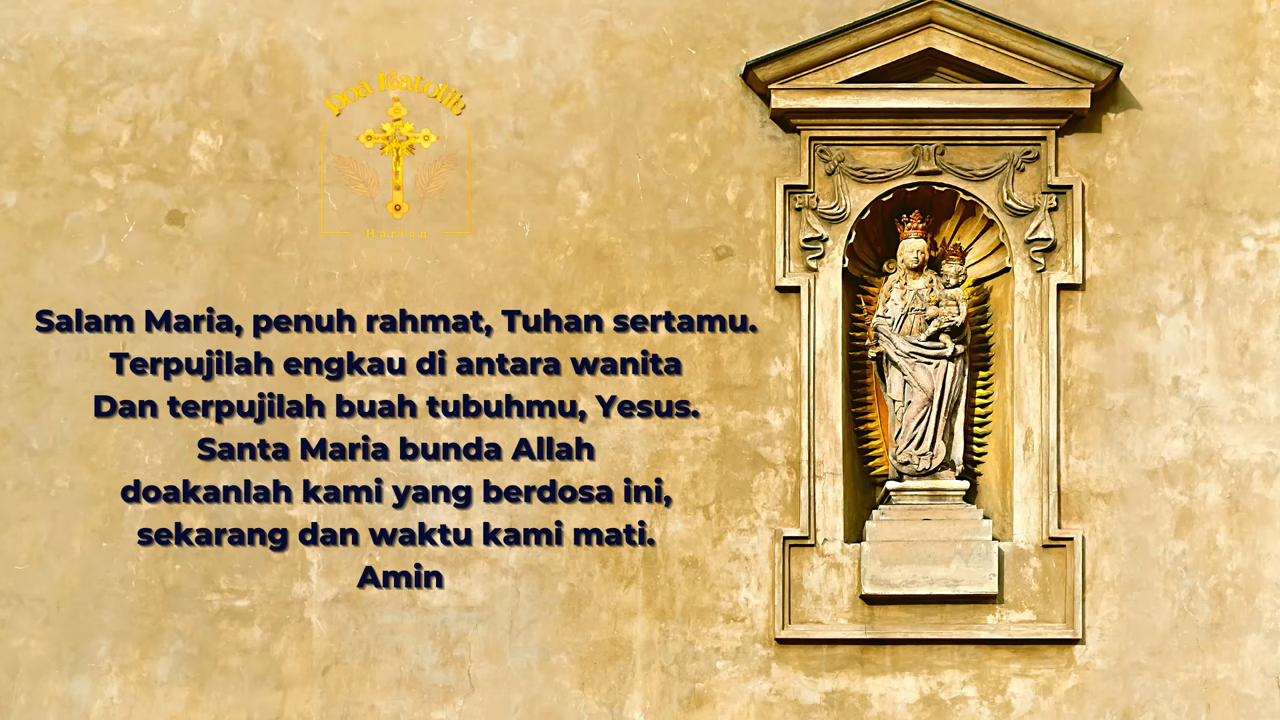 Doa Katolik
Harian
Salam Maria, penuh rahmat, Tuhan sertamu.
Terpujilah engkau di antara wanita
Dan terpujilah buah tubuhmu, Yesus.
Santa Maria bunda Allah
doakanlah kami yang berdosa ini,
sekarang dan waktu kami mati.
Amin